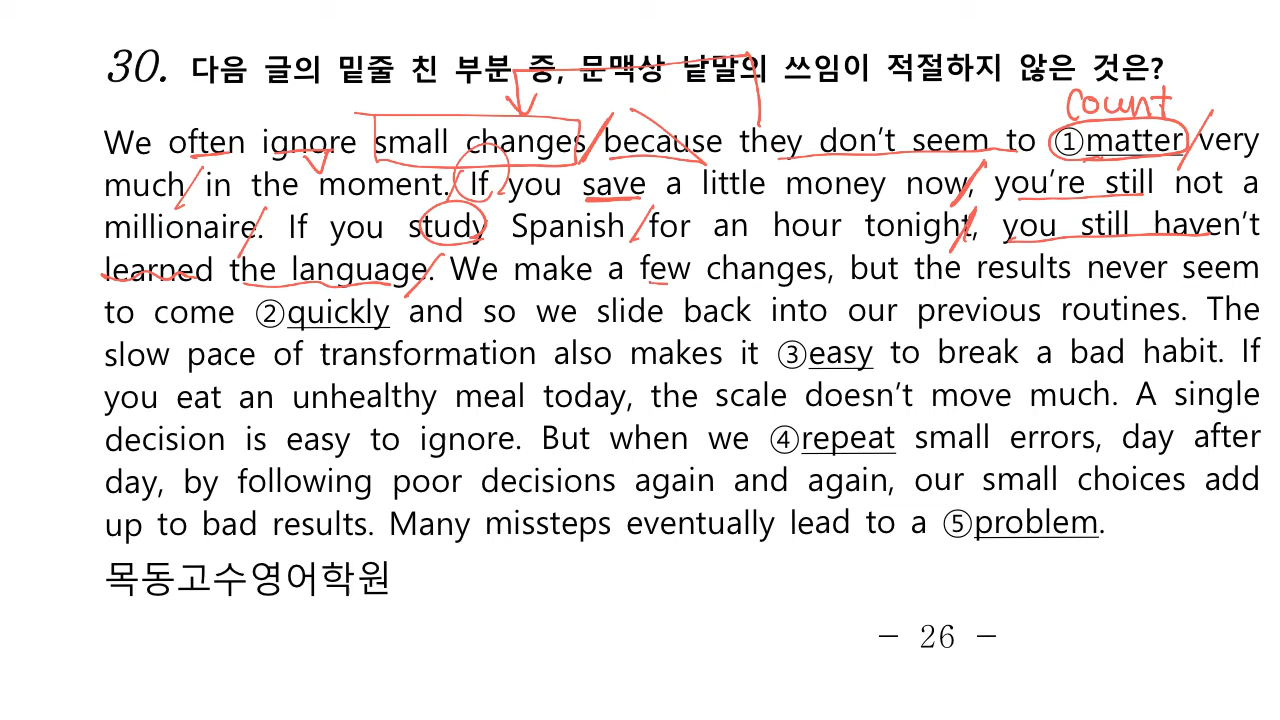 30. 다음 글의 밑줄 친 부분 중, 문맥상 낱말의 쓰임이 적절하지 않은 것은?
count
We often ignore small changes because they don't seem to ①matter very
much in the moment. If you save a little money now, you're still not a
millionaire. If you study Spanish for an hour tonight, you still haven't
learned the language. We make a few changes, but the results never seem
to come ②quickly and so we slide back into our previous routines. The
slow pace of transformation also makes it ③easy to break a bad habit. If
you eat an unhealthy meal today, the scale doesn't move much. A single
decision is easy to ignore. But when we ④repeat small errors, day after
day, by following poor decisions again and again, our small choices add
up to bad results. Many missteps eventually lead to a ⑤problem.
목동고수영어학원
- 26 -